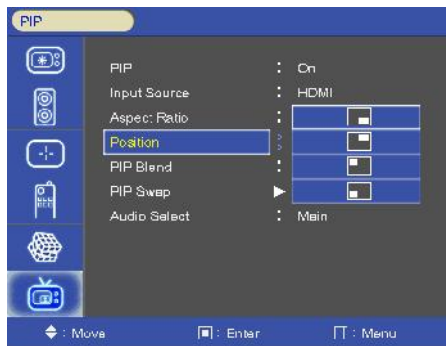 PIP
PIP : On
Input Source : HDMI
Aspect Ratio :
Position :
PIP Blend :
PIP Swap
Audio Select : Main
: Move : Enter : Menu